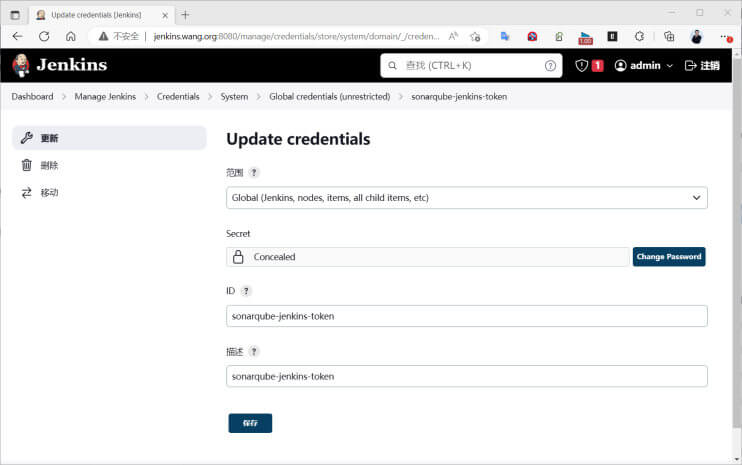 Update credentials [Jenkins]
不安全 jenkins.wang.org:8080/manage/credentials/store/system/domain/_/creden...
1.00
Jenkins
查找 (CTRL+K)
1
admin
注销
Dashboard > Manage Jenkins > Credentials > System > Global credentials (unrestricted) > sonarqube-jenkins-token
更新
删除
移动
Update credentials
范围 ?
Global (Jenkins, nodes, items, all child items, etc)
Secret
Concealed
Change Password
ID ?
sonarqube-jenkins-token
描述 ?
sonarqube-jenkins-token
保存